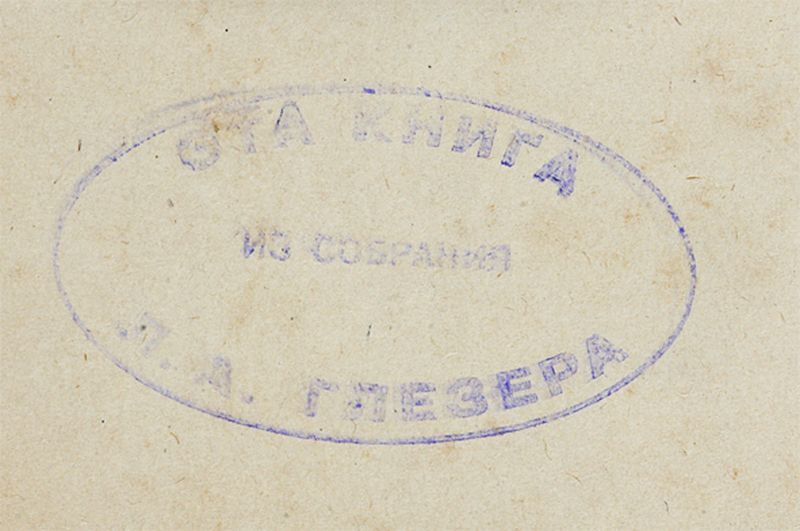 ЭТА КНИГА
ИЗ СОБРАНИЯ
Л. А. ГЛЕЗЕРА